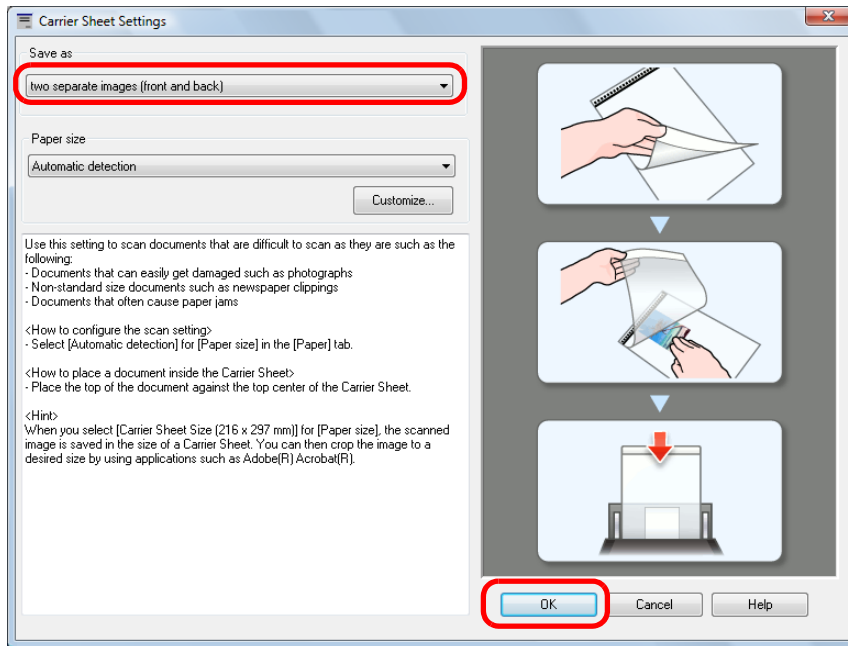 Carrier Sheet Settings
Save as
two separate images (front and back)
Paper size
Automatic detection
Customize...
Use this setting to scan documents that are difficult to scan as they are such as the
following:
- Documents that can easily get damaged such as photographs
- Non-standard size documents such as newspaper clippings
- Documents that often cause paper jams
<How to configure the scan setting>
- Select [Automatic detection] for [Paper size] in the [Paper] tab.
<How to place a document inside the Carrier Sheet>
- Place the top of the document against the top center of the Carrier Sheet.
<Hint>
When you select [Carrier Sheet Size (216 x 297 mm)] for [Paper size], the scanned
image is saved in the size of a Carrier Sheet. You can then crop the image to a
desired size by using applications such as Adobe(R) Acrobat(R).
OK
Cancel
Help